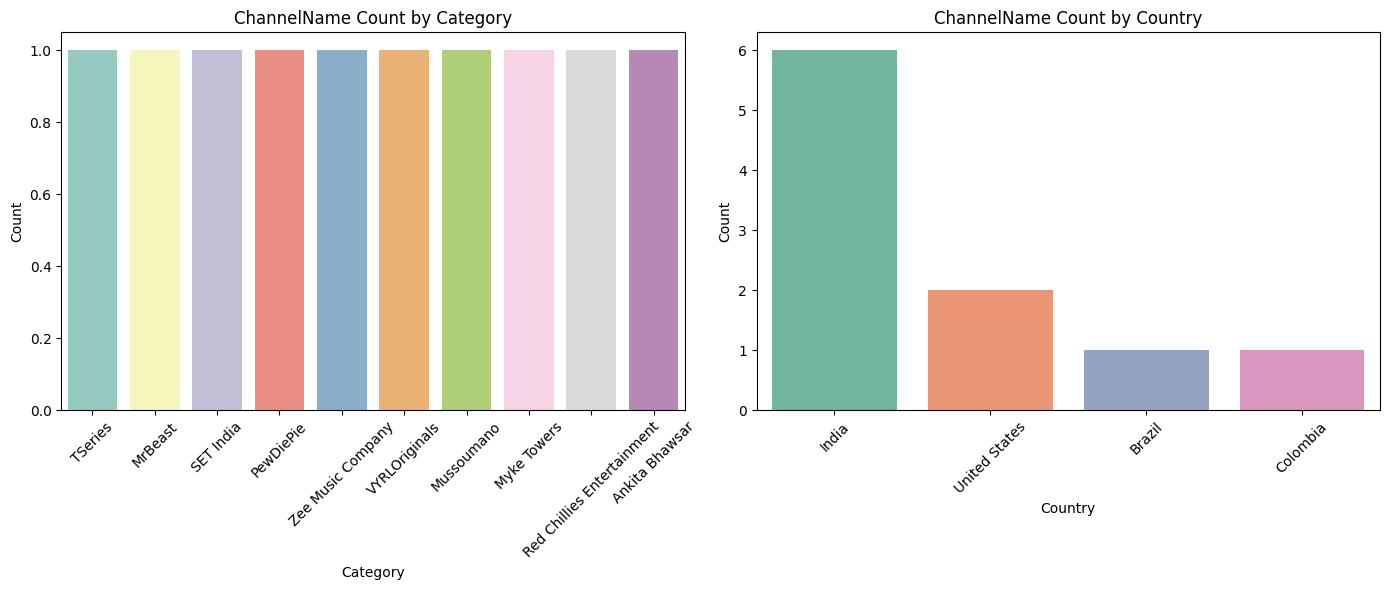 ChannelName Count by Category
Count
1.0
0.8
0.6
0.4
0.2
0.0
TSeries
MrBeast
SET India
PewDiePie
Zee Music Company
VYRLOriginals
Mussoumano
Myke Towers
Red Chillies Entertainment
Ankita Bhawsar
Category
ChannelName Count by Country
Count
6
5
4
3
2
1
0
India
United States
Brazil
Colombia
Country